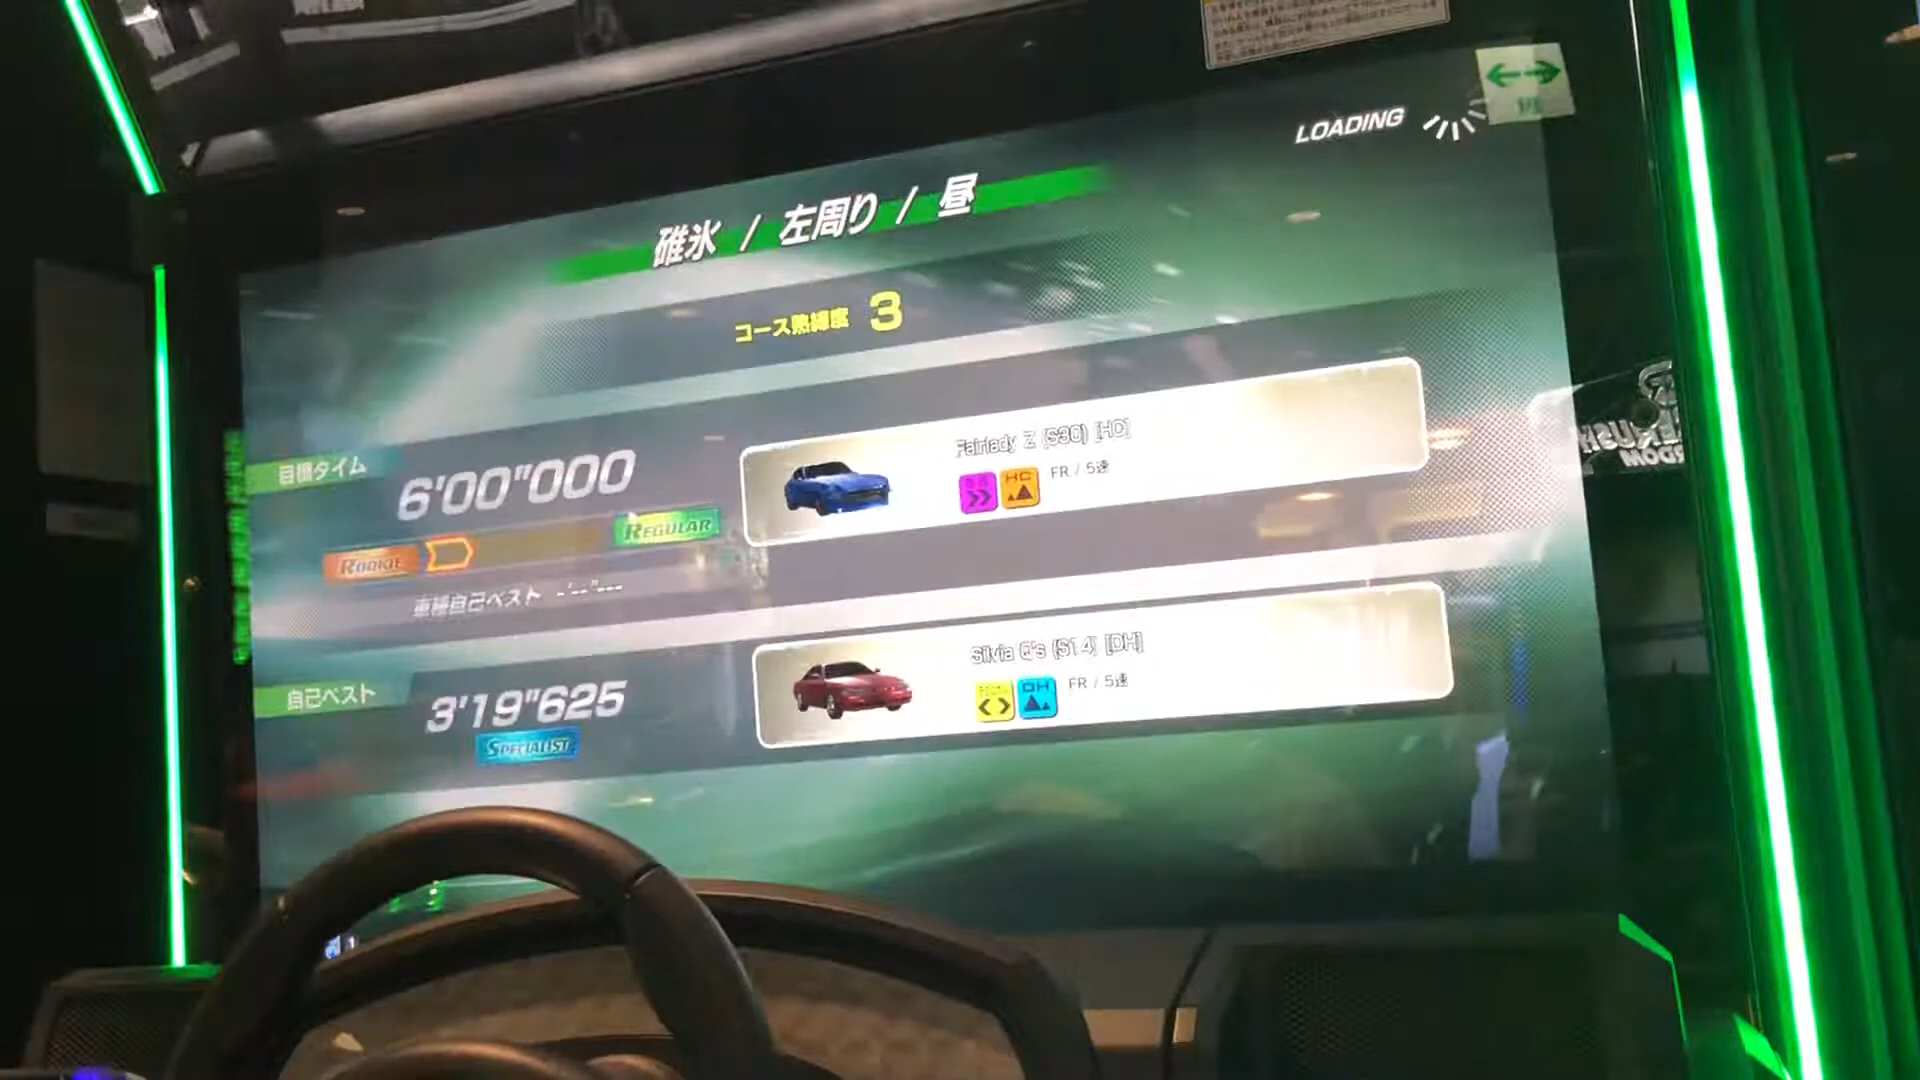 LOADING
碓氷 / 左周り / 昼
コース熟練度 3
目標タイム
6'00"000
ROOKIE
REGULAR
車種自己ベスト -'--"---
Fairlady Z (S30) [HC]
HC
FR / 5速
自己ベスト
3'19"625
SPECIALIST
Silvia Q's (S14) [DH]
DH
FR / 5速